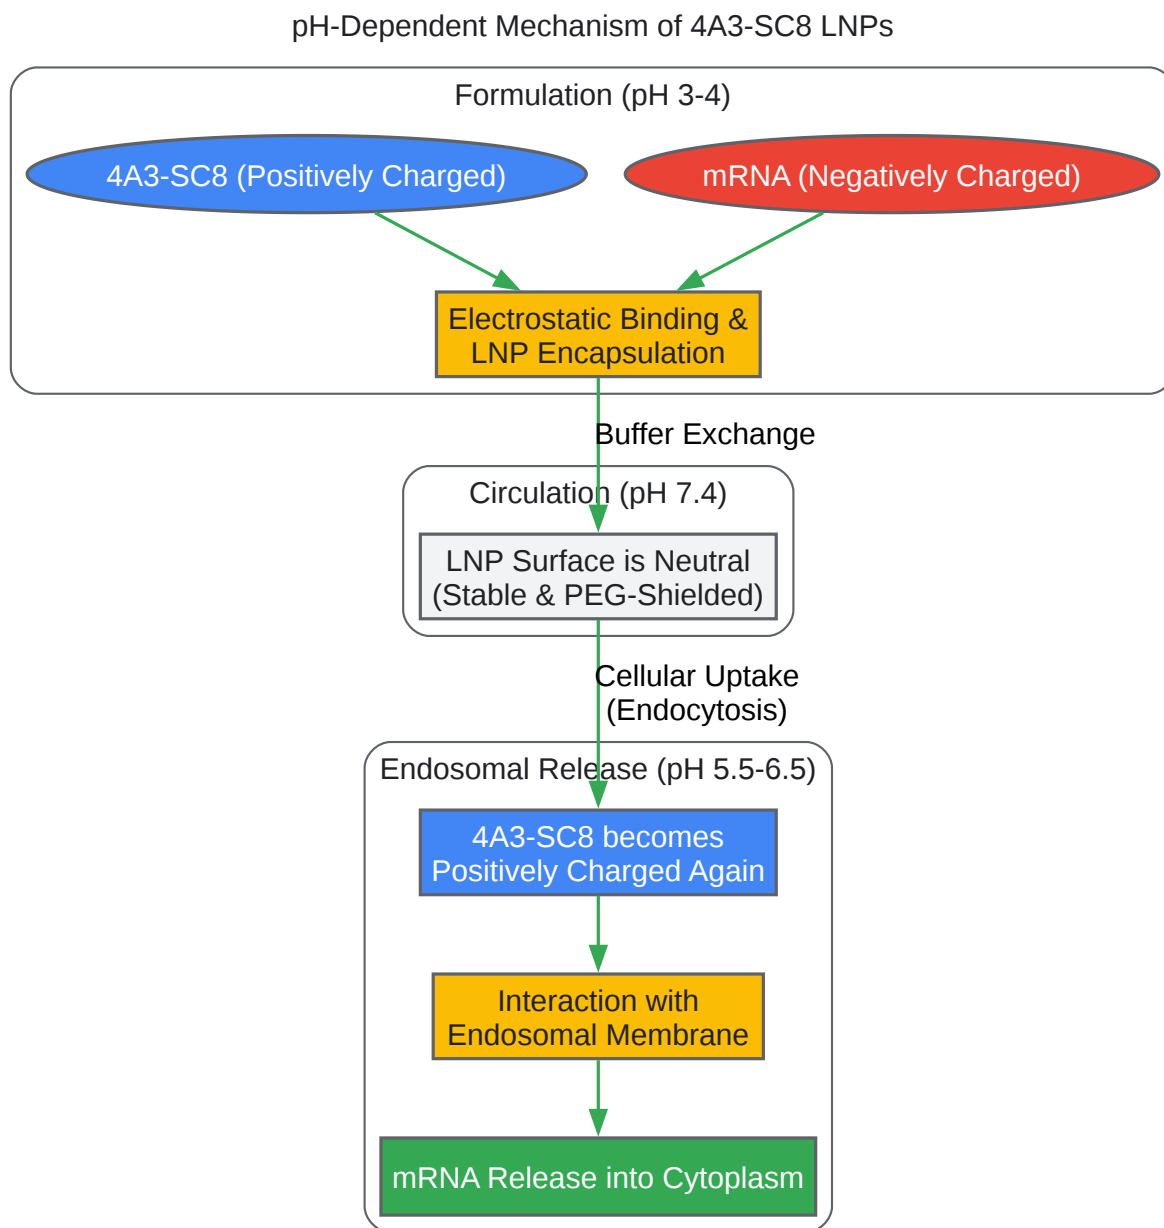 pH-Dependent Mechanism of 4A3-SC8 LNPs
Formulation (pH 3-4)
4A3-SC8 (Positively Charged)
mRNA (Negatively Charged)
Electrostatic Binding &
LNP Encapsulation
Buffer Exchange
Circulation (pH 7.4)
LNP Surface is Neutral
(Stable & PEG-Shielded)
Cellular Uptake
(Endocytosis)
Endosomal Release (pH 5.5-6.5)
4A3-SC8 becomes
Positively Charged Again
Interaction with
Endosomal Membrane
mRNA Release into Cytoplasm